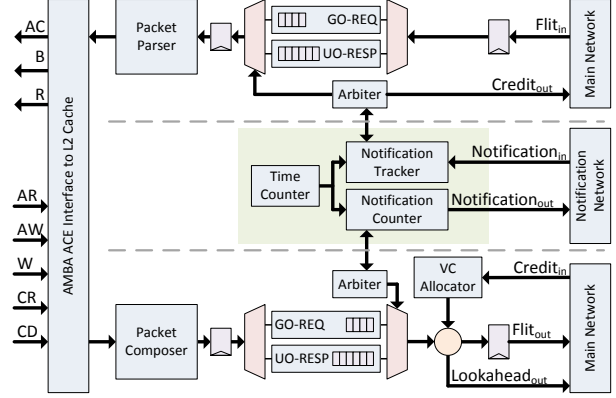 AC
B
R
AR
AW
W
CR
CD
AMBA ACE Interface to L2 Cache
Packet
Parser
GO-REQ
UO-RESP
Arbiter
Flitin
Creditout
Main Network
Time
Counter
Notification
Tracker
Notification
Counter
Notificationin
Notificationout
Notification
Network
Packet
Composer
Arbiter
GO-REQ
UO-RESP
VC
Allocator
Creditin
Flitout
Lookaheadout
Main Network